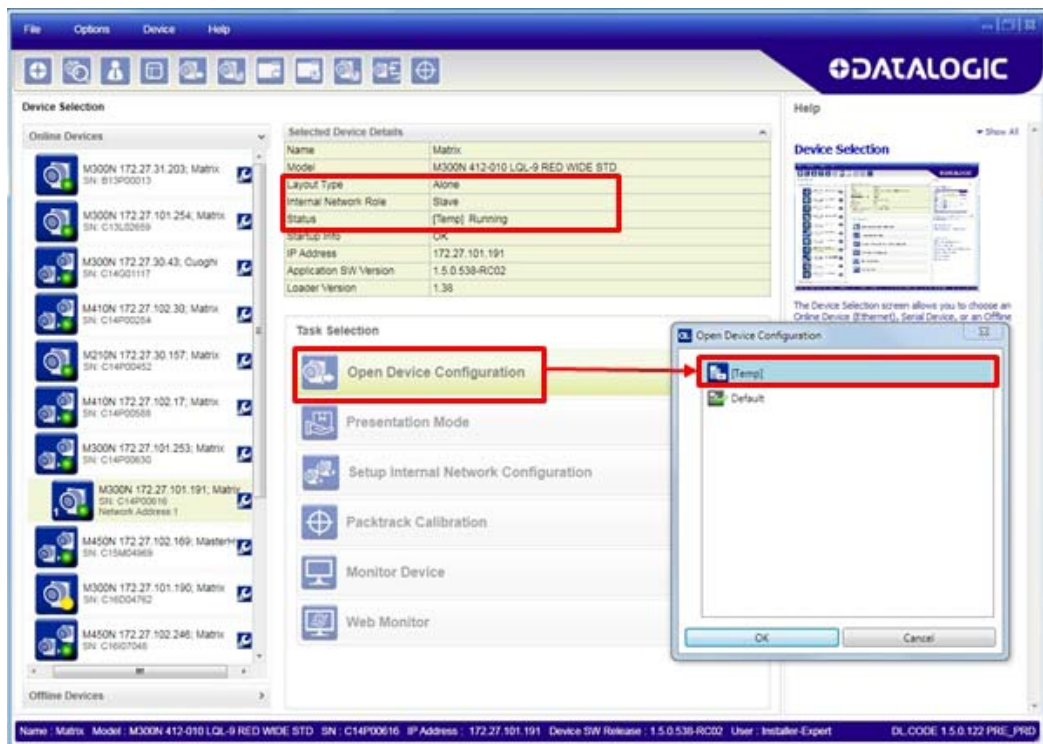 File Options Device Help
DATALOGIC
Device Selection
Online Devices
M300N 172.27.31.203; Matrix
SN: B13P00013
M300N 172.27.101.254; Matrix
SN: C13L02659
M300N 172.27.30.43; Cuoghi
SN: C14G01117
M410N 172.27.102.30; Matrix
SN: C14P00264
M210N 172.27.30.157; Matrix
SN: C14P00452
M410N 172.27.102.17; Matrix
SN: C14P00588
M300N 172.27.101.253; Matrix
SN: C14P00630
M300N 172.27.101.191; Matrix
SN: C14P00616
Network Address 1
1
M450N 172.27.102.169; MasterH
SN: C15M04969
M300N 172.27.101.190; Matrix
SN: C16D04762
M450N 172.27.102.246; Matrix
SN: C16I07046
Offline Devices
Selected Device Details
Name Matrix
Model M300N 412-010 LQL-9 RED WIDE STD
Layout Type Alone
Internal Network Role Slave
Status [Temp] Running
Startup Info OK
IP Address 172.27.101.191
Application SW Version 1.5.0.538-RC02
Loader Version 1.38
Task Selection
Open Device Configuration
Presentation Mode
Setup Internal Network Configuration
Packtrack Calibration
Monitor Device
Web Monitor
Help
Show All
Device Selection
The Device Selection screen allows you to choose an
Online Device (Ethernet), Serial Device, or an Offline
Open Device Configuration
[Temp]
Default
OK Cancel
Name : Matrix Model : M300N 412-010 LQL-9 RED WIDE STD SN : C14P00616 IP Address : 172.27.101.191 Device SW Release : 1.5.0.538-RC02 User : Installer-Expert DL.CODE 1.5.0.122 PRE_PRD